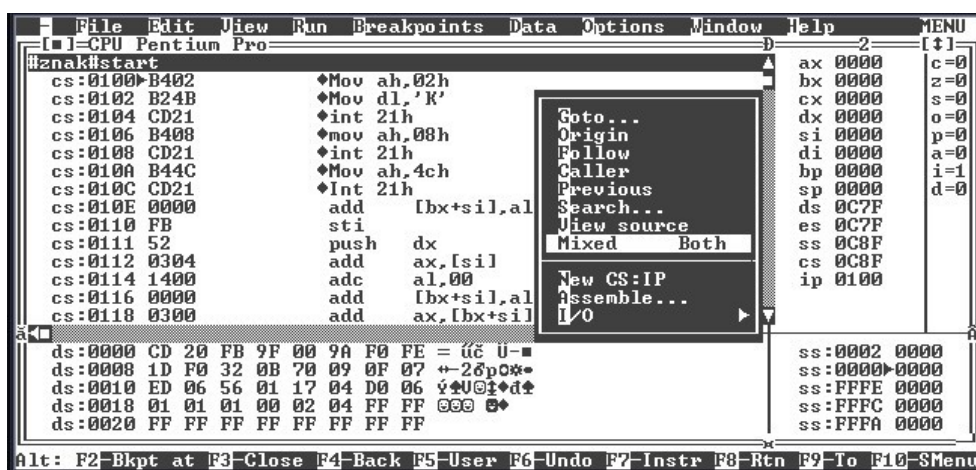 File Edit View Run Breakpoints Data Options Window Help MENU
[■]=CPU Pentium Pro 2 [↕]
#znak#start
cs:0100▶B402 ◆Mov ah,02h
cs:0102 B24B ◆Mov dl,'K'
cs:0104 CD21 ◆int 21h
cs:0106 B408 ◆mov ah,08h
cs:0108 CD21 ◆int 21h
cs:010A B44C ◆Mov ah,4ch
cs:010C CD21 ◆Int 21h
cs:010E 0000 add [bx+si],al
cs:0110 FB sti
cs:0111 52 push dx
cs:0112 0304 add ax,[si]
cs:0114 1400 adc al,00
cs:0116 0000 add [bx+si],al
cs:0118 0300 add ax,[bx+si]
Goto...
Origin
Follow
Caller
Previous
Search...
View source
Mixed Both
New CS:IP
Assemble...
I/O
ax 0000 c=0
bx 0000 z=0
cx 0000 s=0
dx 0000 o=0
si 0000 p=0
di 0000 a=0
bp 0000 i=1
sp 0000 d=0
ds 0C7F
es 0C7F
ss 0C8F
cs 0C8F
ip 0100
ds:0000 CD 20 FB 9F 00 9A F0 FE
ds:0008 1D F0 32 0B 70 09 0F 07
ds:0010 ED 06 56 01 17 04 D0 06
ds:0018 01 01 01 00 02 04 FF FF
ds:0020 FF FF FF FF FF FF FF FF
ss:0002 0000
ss:0000▶0000
ss:FFFE 0000
ss:FFFC 0000
ss:FFFA 0000
Alt: F2-Bkpt at F3-Close F4-Back F5-User F6-Undo F7-Instr F8-Rtn F9-To F10-SMenu